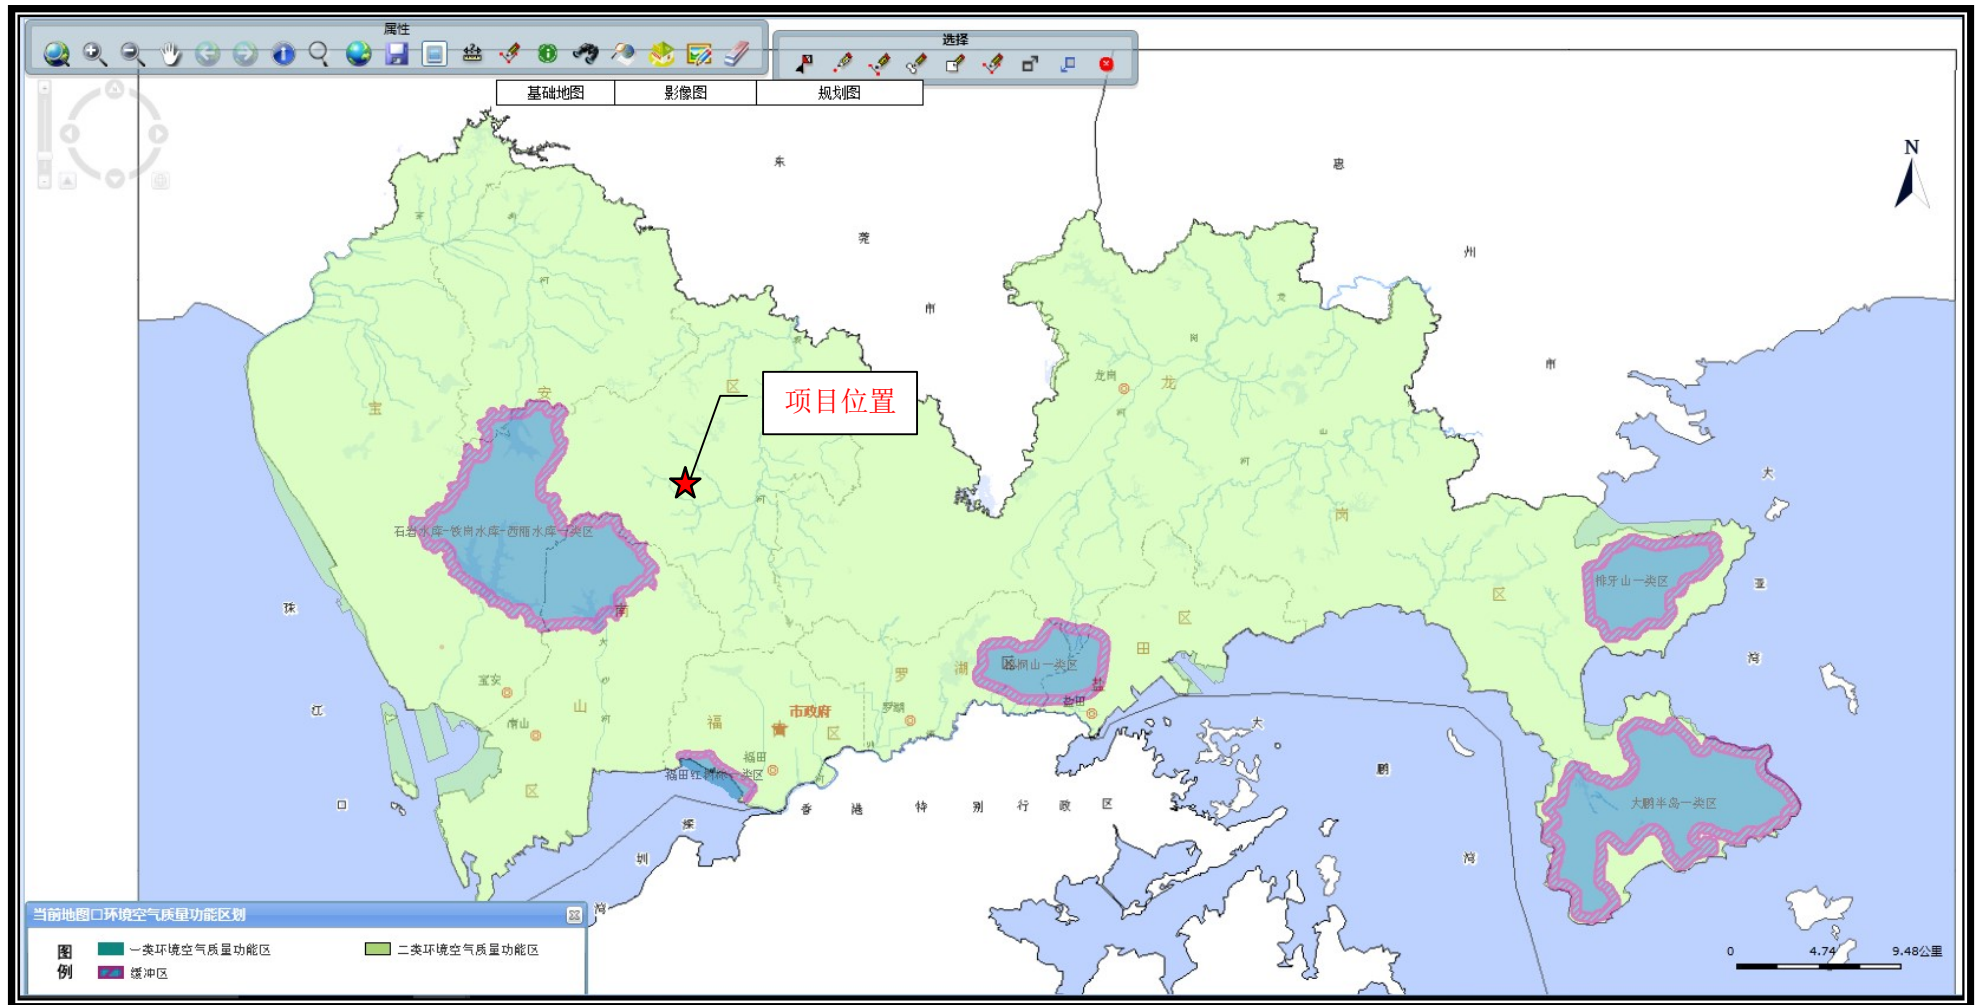 属性
选择
基础地图 影像图 规划图
N
东
莞
市
惠
州
市
项目位置
宝
安
区
龙岗
龙
岗
区
河
石岩水库-铁岗水库-西丽水库一类区
南
山
区
宝安
南山
福
田
区
市政府
福田
福田红树林一类区
罗
湖
区
罗湖
梧桐山一类区
盐
田
区
盐田
排牙山一类区
大鹏半岛一类区
大
亚
湾
大
鹏
湾
珠
江
口
深
圳
湾
香 港 特 别 行 政 区
当前地图口环境空气质量功能区划
图例
一类环境空气质量功能区
二类环境空气质量功能区
缓冲区
0 4.74 9.48公里